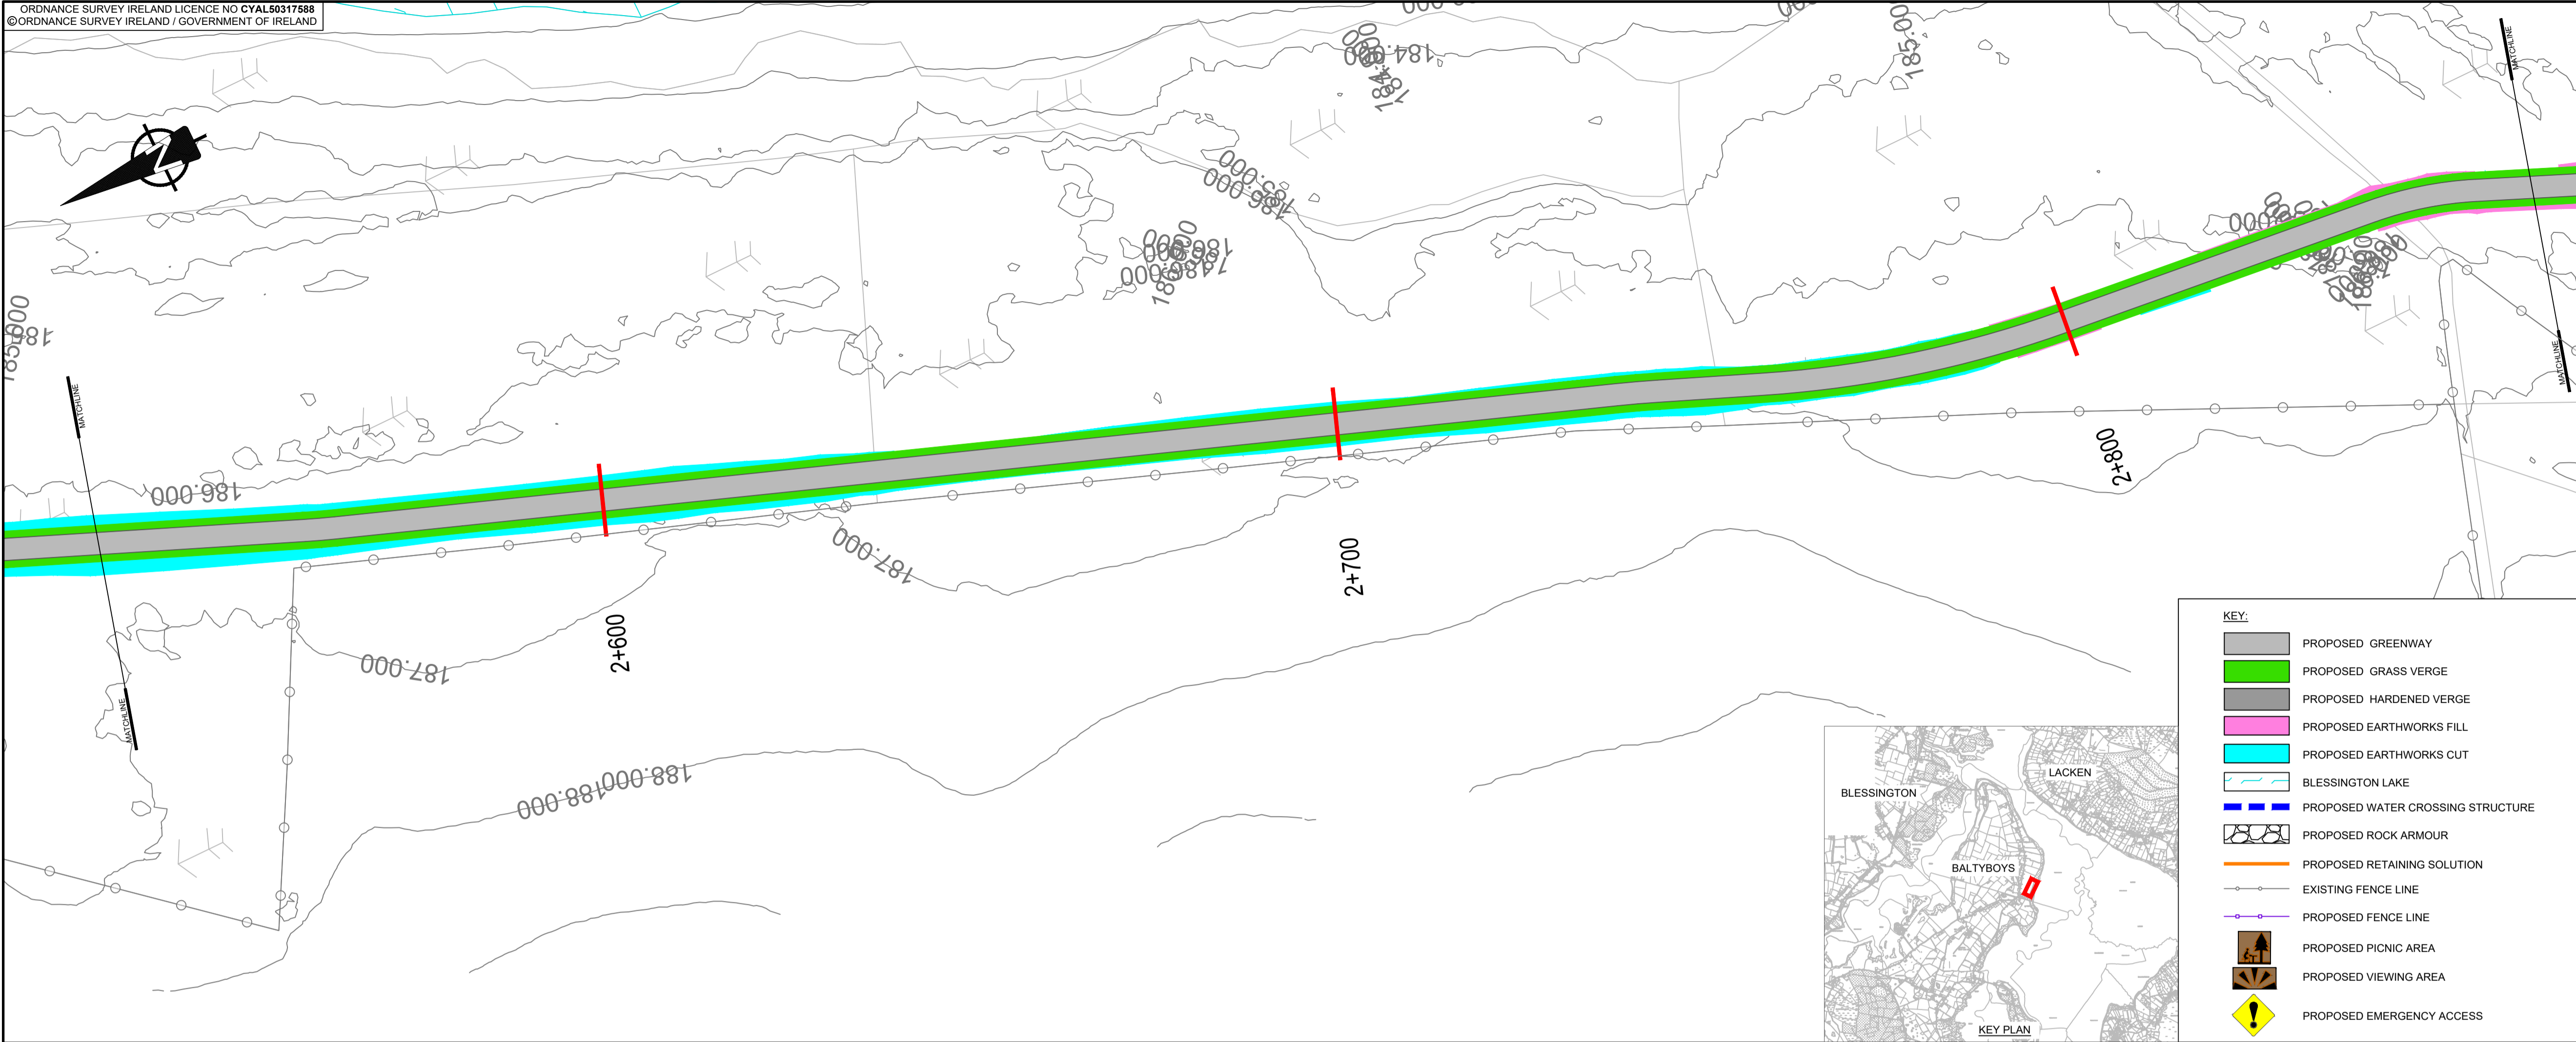 ORDNANCE SURVEY IRELAND LICENCE NO CYAL50317588
©ORDNANCE SURVEY IRELAND / GOVERNMENT OF IRELAND
184.000
185.000
MATCHLINE
N
185.000
186.000
185.000
MATCHLINE
MATCHLINE
186.000
2+800
187.000
2+700
2+600
187.000
MATCHLINE
188.000
188.000
KEY:
PROPOSED GREENWAY
PROPOSED GRASS VERGE
PROPOSED HARDENED VERGE
PROPOSED EARTHWORKS FILL
PROPOSED EARTHWORKS CUT
BLESSINGTON LAKE
PROPOSED WATER CROSSING STRUCTURE
PROPOSED ROCK ARMOUR
PROPOSED RETAINING SOLUTION
EXISTING FENCE LINE
PROPOSED FENCE LINE
PROPOSED PICNIC AREA
PROPOSED VIEWING AREA
PROPOSED EMERGENCY ACCESS
LACKEN
BLESSINGTON
BALTYBOYS
KEY PLAN